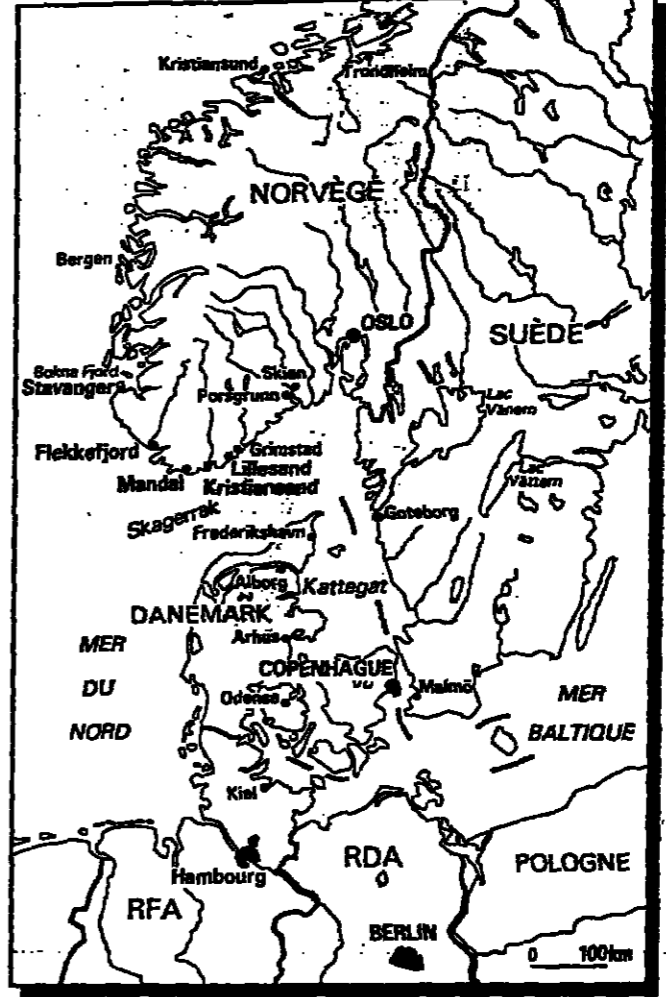 Kristiansund
Trondheim
NORVÈGE
Bergen
OSLO
SUÈDE
Bokna Fjord
Stavanger
Skien
Porsgrunn
Lac
Vänern
Flekkefjord
Grimstad
Lillesand
Mandal
Kristiansand
Lac
Vättern
Skagerrak
Frederikshavn
Göteborg
Alborg
Kattegat
DANEMARK
Arhus
MER
DU
NORD
COPENHAGUE
Malmö
Odense
MER
BALTIQUE
Kiel
Hambourg
RDA
POLOGNE
RFA
BERLIN
0 100km